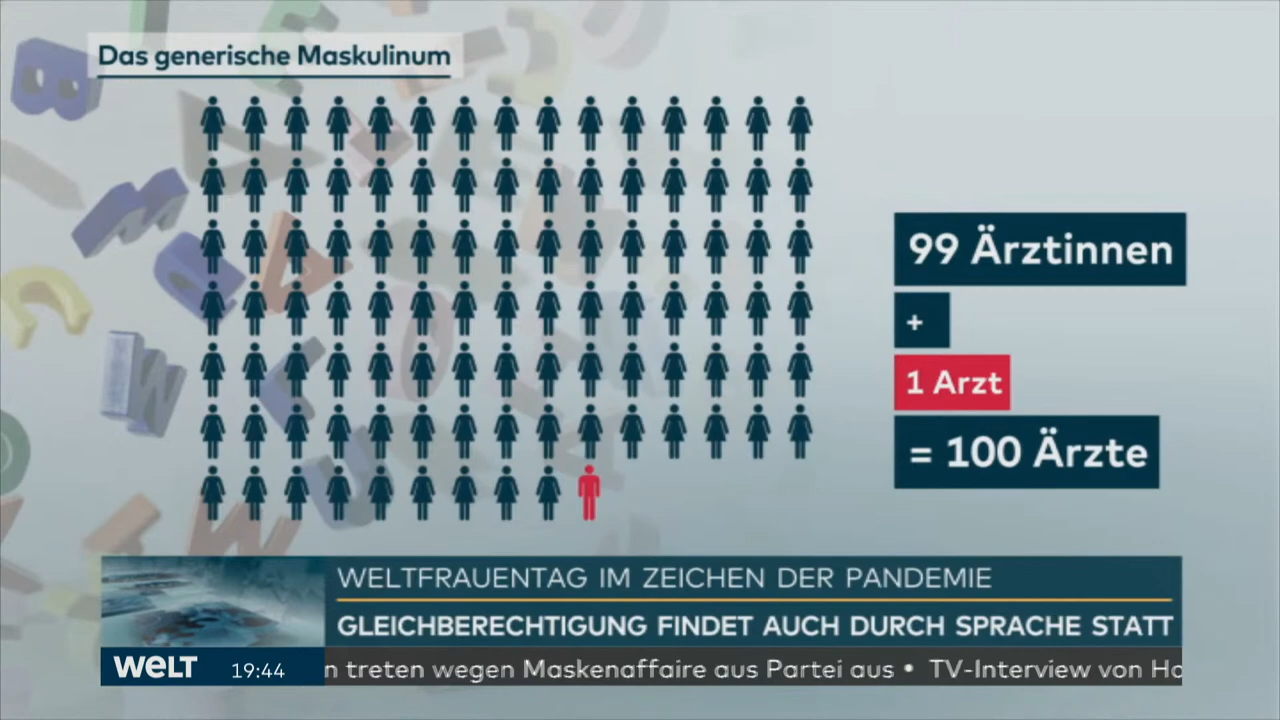 Das generische Maskulinum
99 Ärztinnen
+
1 Arzt
= 100 Ärzte
WELTFRAUENTAG IM ZEICHEN DER PANDEMIE
GLEICHBERECHTIGUNG FINDET AUCH DURCH SPRACHE STATT
WELT 19:44 n treten wegen Maskenaffaire aus Partei aus • TV-Interview von Ho